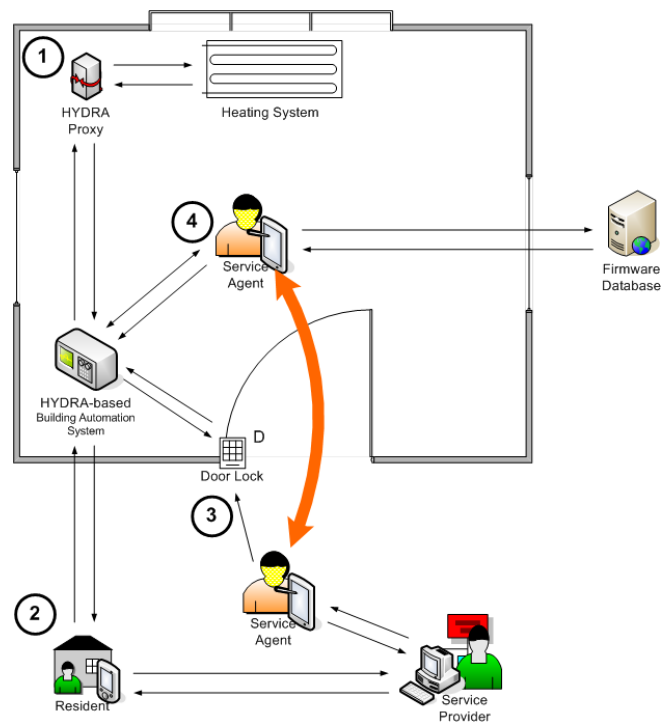 1
HYDRA
Proxy
Heating System
4
Service
Agent
Firmware
Database
HYDRA-based
Building Automation
System
D
Door Lock
3
Service
Agent
2
Resident
Service
Provider